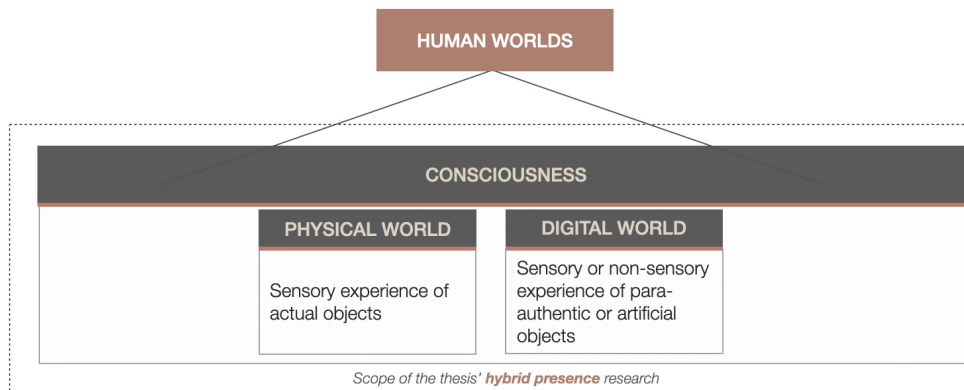 HUMAN WORLDS
CONSCIOUSNESS
PHYSICAL WORLD
Sensory experience of
actual objects
DIGITAL WORLD
Sensory or non-sensory
experience of para-
authentic or artificial
objects
Scope of the thesis' hybrid presence research